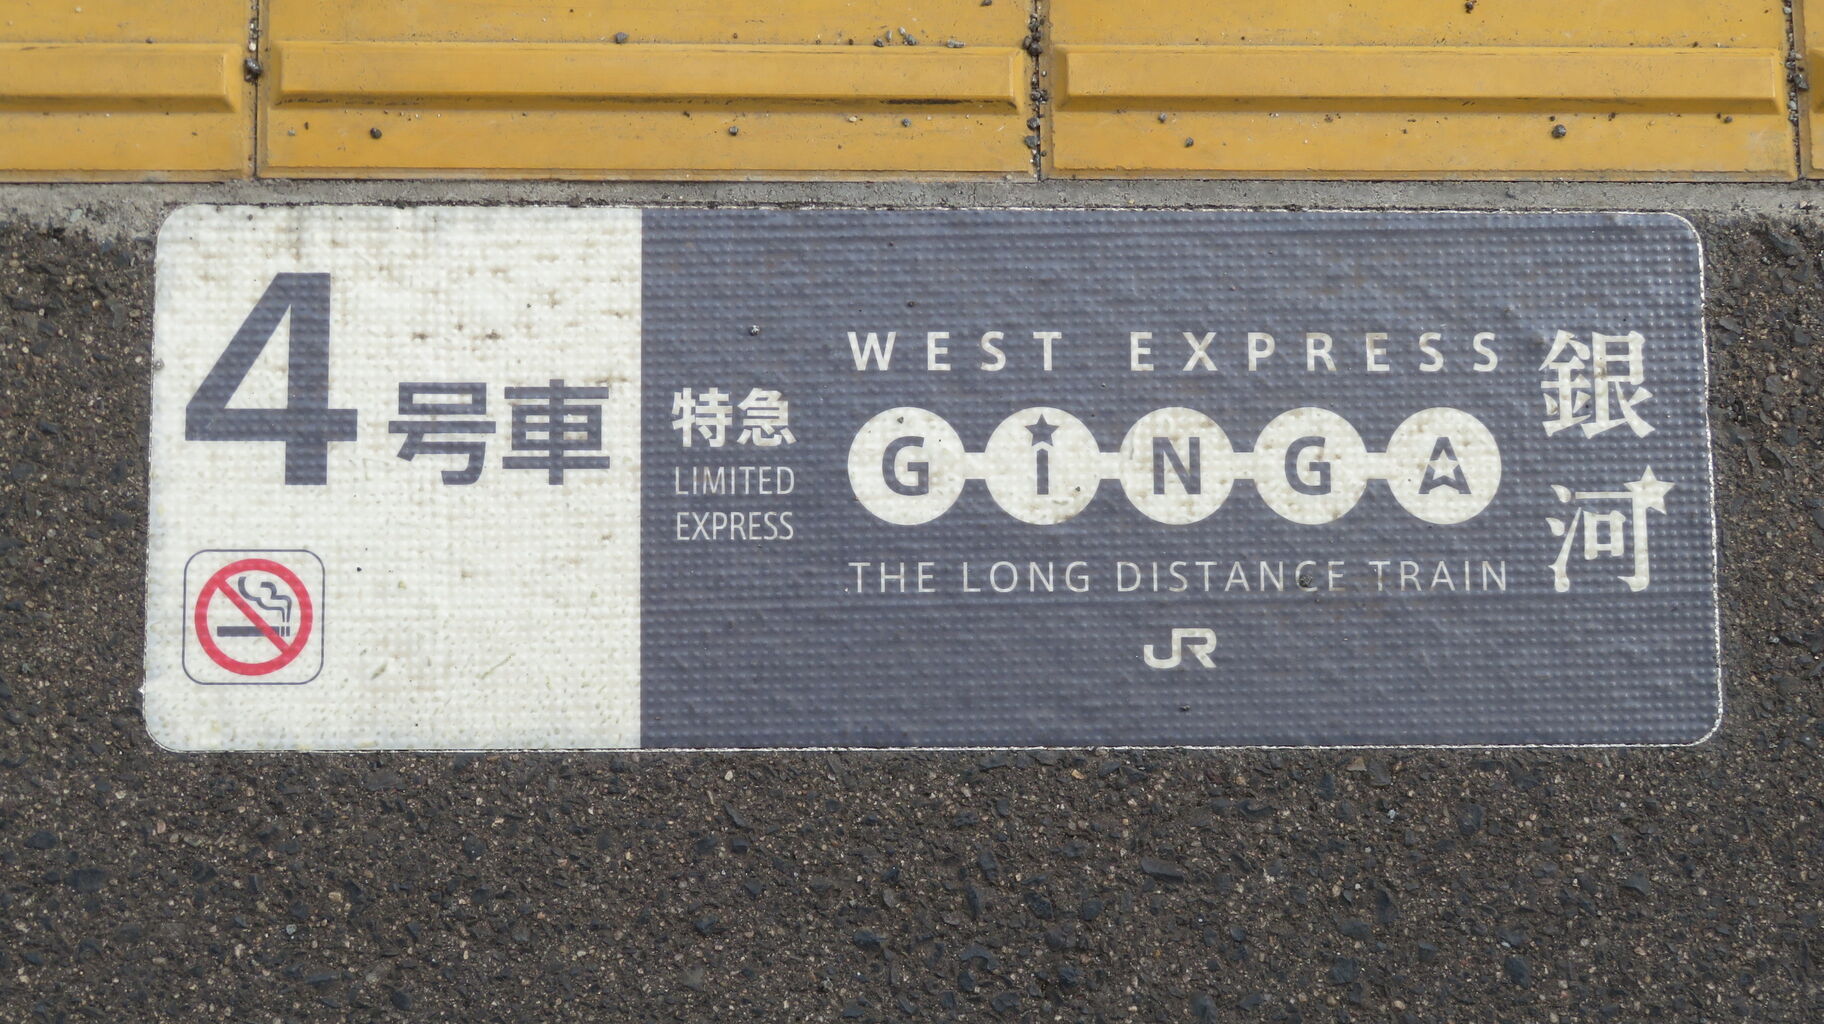 4号車
特急
LIMITED
EXPRESS
WEST EXPRESS
GiNGA
THE LONG DISTANCE TRAIN
JR
銀河